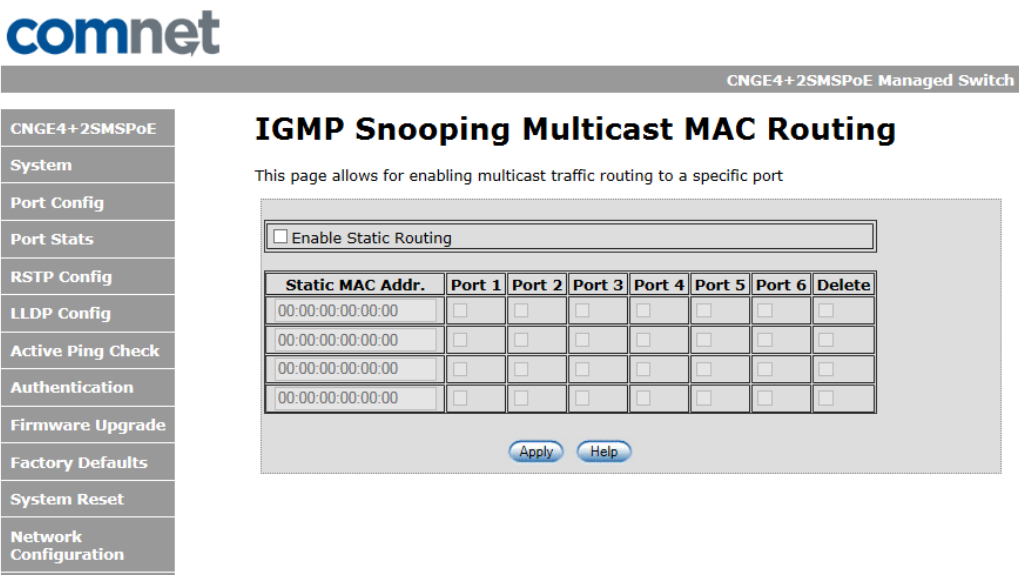 comnet
CNGE4+2SMSPoE Managed Switch
CNGE4+2SMSPoE
System
Port Config
Port Stats
RSTP Config
LLDP Config
Active Ping Check
Authentication
Firmware Upgrade
Factory Defaults
System Reset
Network
Configuration
IGMP Snooping Multicast MAC Routing
This page allows for enabling multicast traffic routing to a specific port
Enable Static Routing
Static MAC Addr. Port 1 Port 2 Port 3 Port 4 Port 5 Port 6 Delete
00:00:00:00:00:00
00:00:00:00:00:00
00:00:00:00:00:00
00:00:00:00:00:00
Apply Help